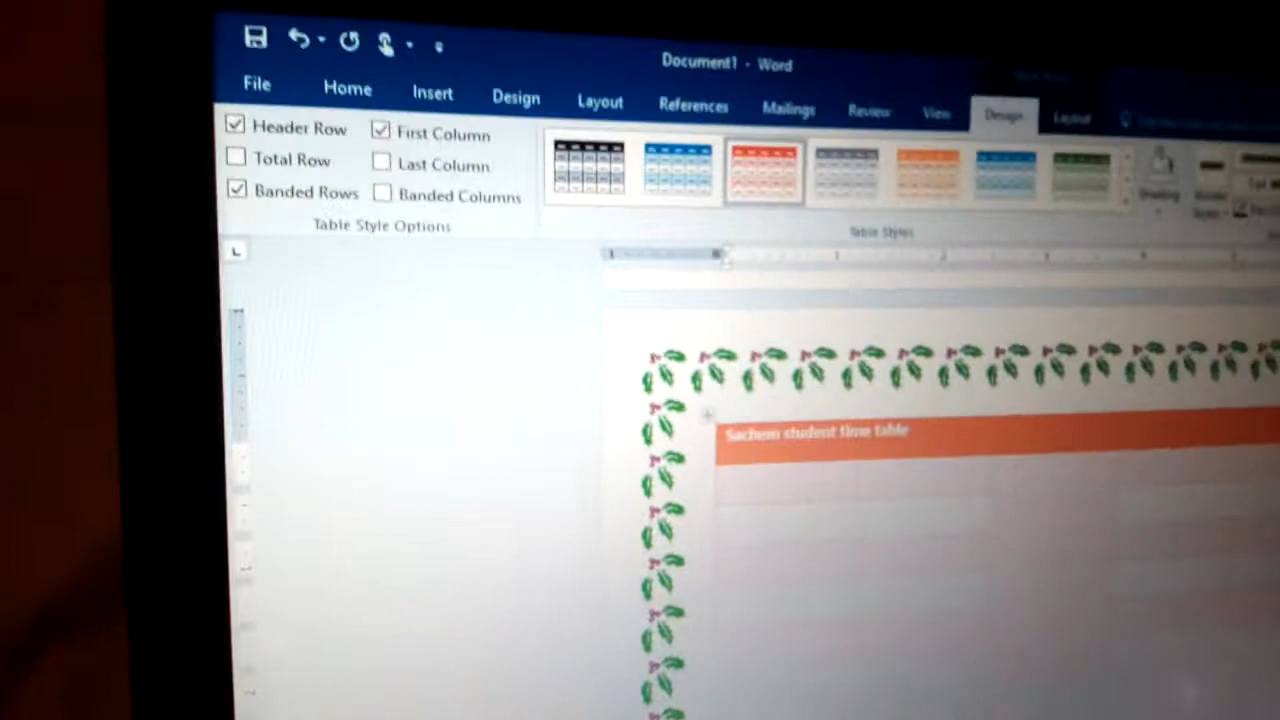 Document1 - Word
File Home Insert Design Layout References Mailings Review View Design Layout
Header Row First Column
Total Row Last Column
Banded Rows Banded Columns
Table Style Options
Table Styles
Shading
Sachem student time table